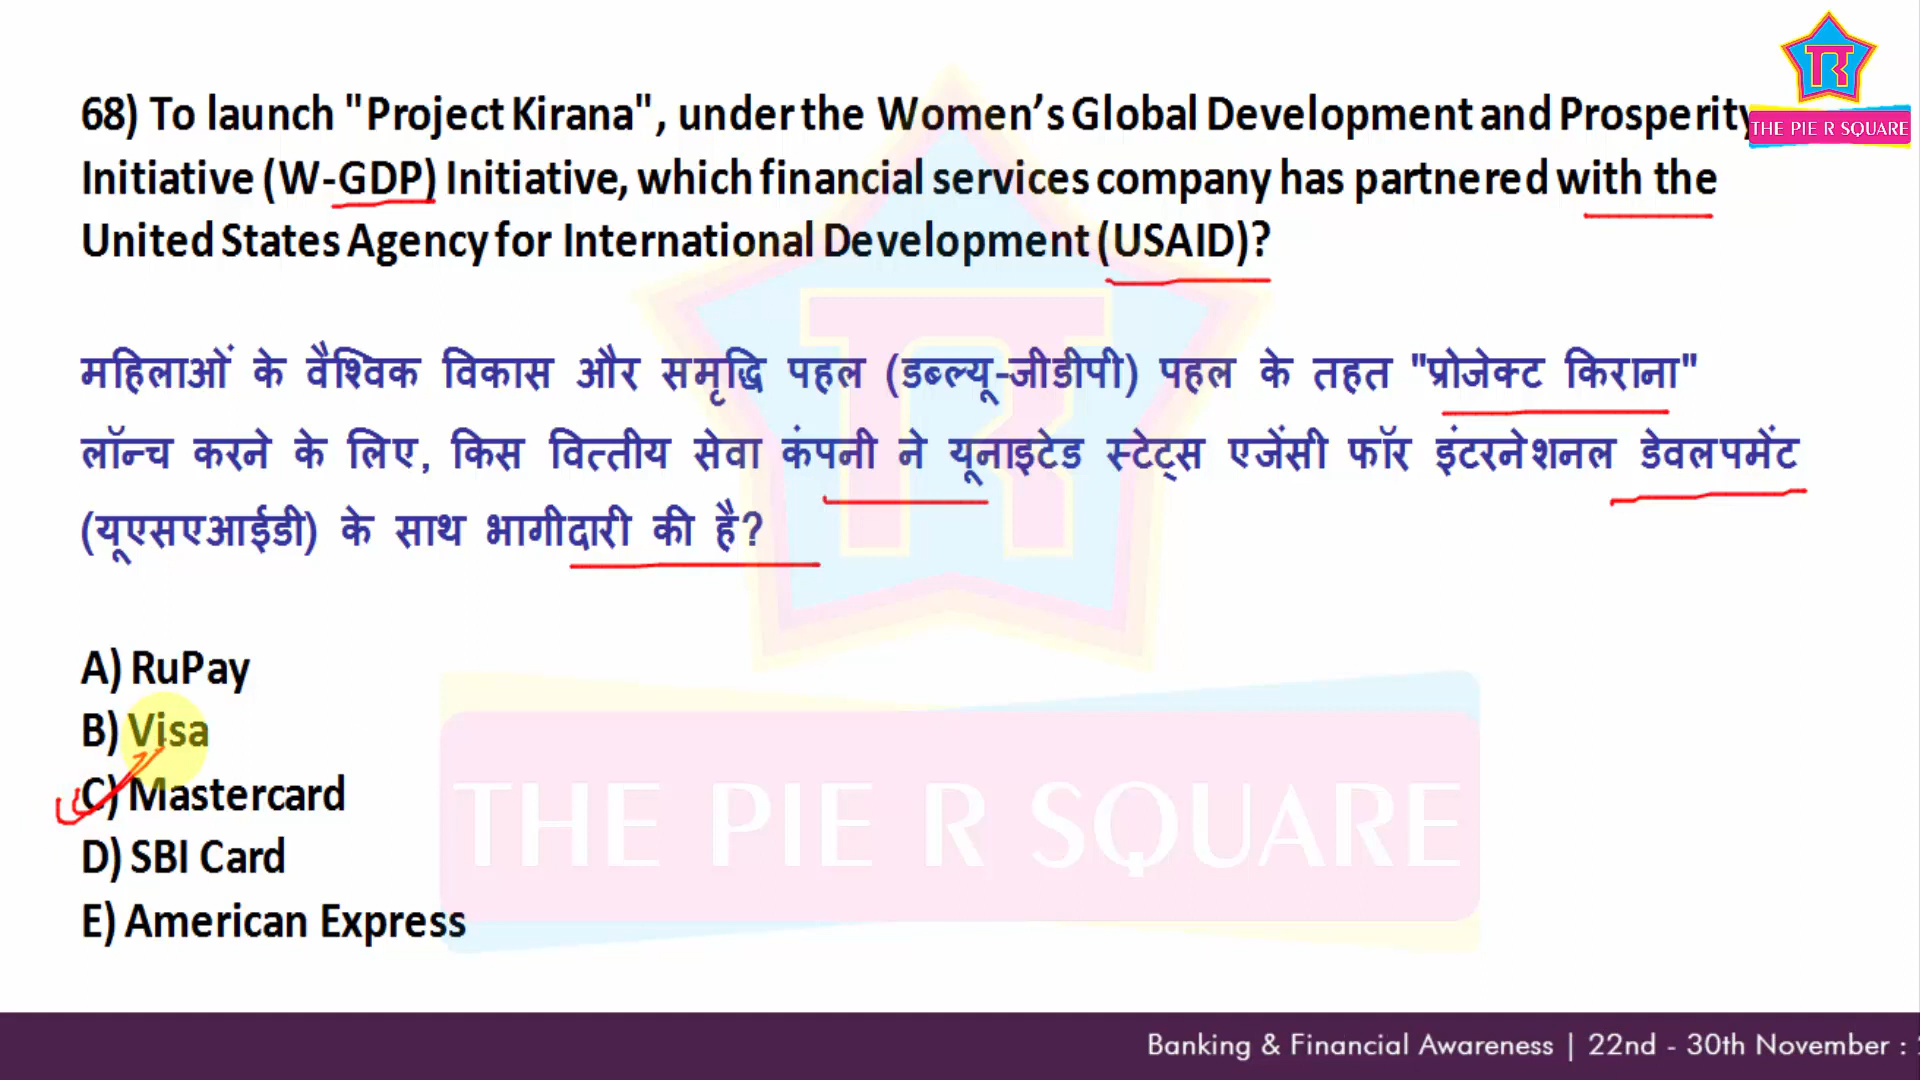 68) To launch "Project Kirana", under the Women's Global Development and Prosperity
Initiative (W-GDP) Initiative, which financial services company has partnered with the
United States Agency for International Development (USAID)?
महिलाओं के वैश्विक विकास और समृद्धि पहल (डब्ल्यू-जीडीपी) पहल के तहत "प्रोजेक्ट किराना"
लॉन्च करने के लिए, किस वित्तीय सेवा कंपनी ने यूनाइटेड स्टेट्स एजेंसी फॉर इंटरनेशनल डेवलपमेंट
(यूएसएआईडी) के साथ भागीदारी की है?
A) RuPay
B) Visa
C) Mastercard
D) SBI Card
E) American Express
THE PIE R SQUARE
THE PIE R SQUARE
Banking & Financial Awareness | 22nd - 30th November :